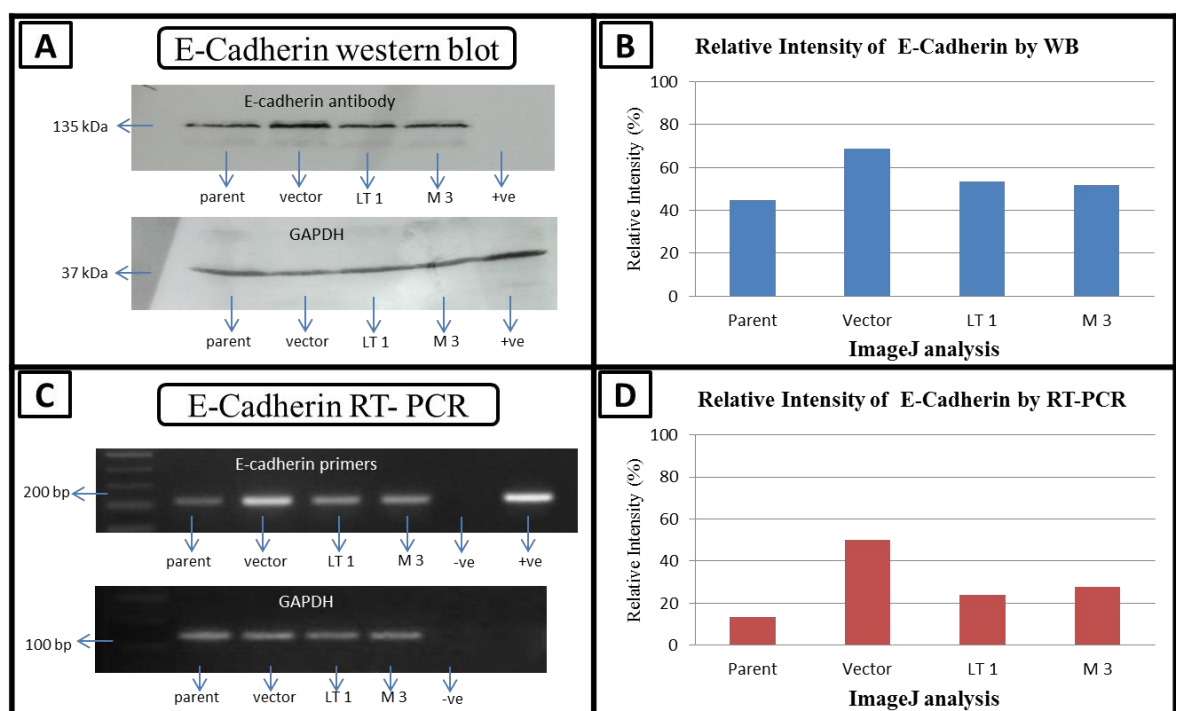 A
E-Cadherin western blot
E-cadherin antibody
135 kDa
parent vector LT 1 M 3 +ve
GAPDH
37 kDa
parent vector LT 1 M 3 +ve
B
Relative Intensity of E-Cadherin by WB
Relative Intensity (%)
100
80
60
40
20
0
Parent Vector LT 1 M 3
ImageJ analysis
C
E-Cadherin RT- PCR
E-cadherin primers
200 bp
parent vector LT 1 M 3 -ve +ve
GAPDH
100 bp
parent vector LT 1 M 3 -ve
D
Relative Intensity of E-Cadherin by RT-PCR
Relative Intensity (%)
100
80
60
40
20
0
Parent Vector LT 1 M 3
ImageJ analysis